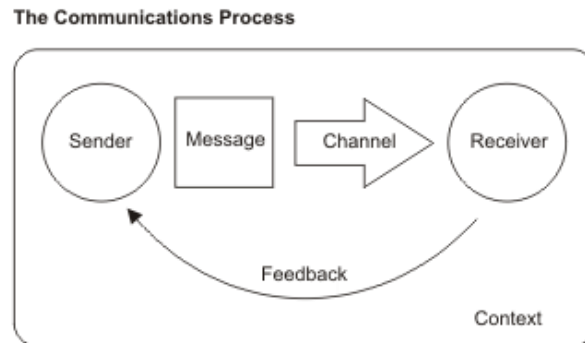 The Communications Process
Sender
Message
Channel
Receiver
Feedback
Context